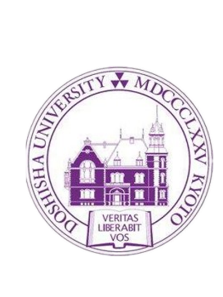 DOSHISHA UNIVERSITY MDCCCLXXV KYOTO
VERITAS
LIBERABIT
VOS